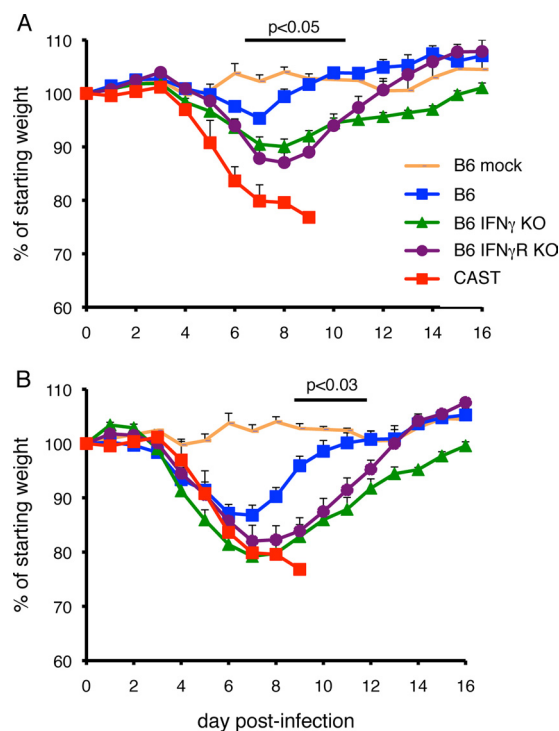 A
p<0.05
110
100
90
80
70
60
% of starting weight
B6 mock
B6
B6 IFNγ KO
B6 IFNγR KO
CAST
0 2 4 6 8 10 12 14 16
B
p<0.03
110
100
90
80
70
60
% of starting weight
0 2 4 6 8 10 12 14 16
day post-infection